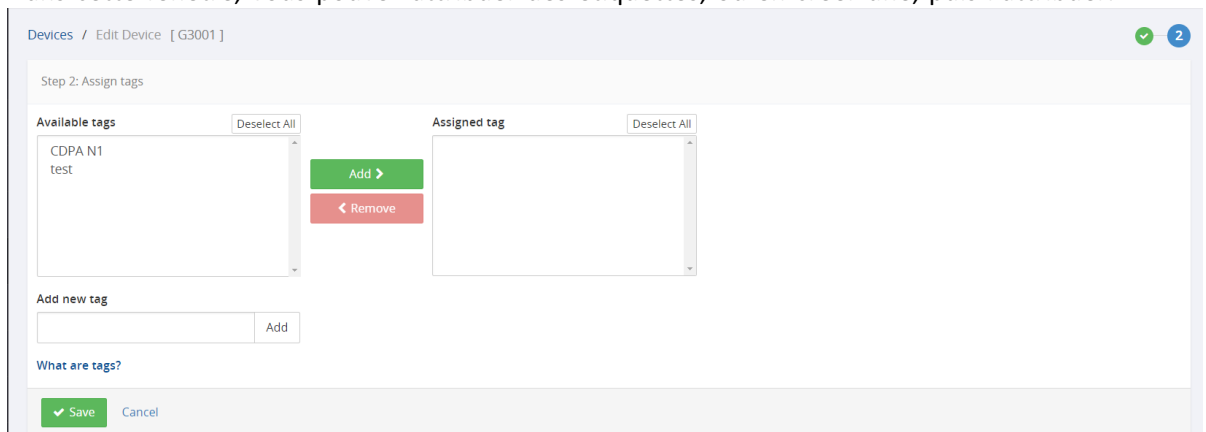 Devices / Edit Device [ G3001 ]
2
Step 2: Assign tags
Available tags
Deselect All
Assigned tag
Deselect All
CDPA N1
test
Add
Remove
Add new tag
Add
What are tags?
Save
Cancel